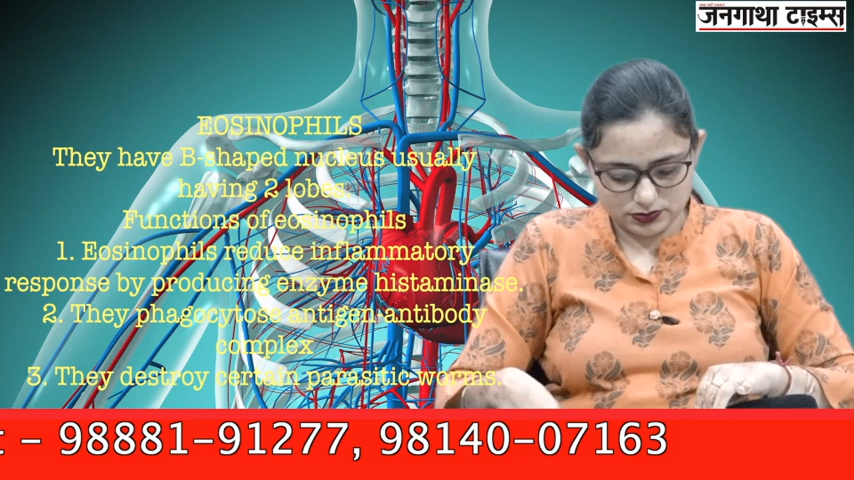 जनगाथा टाइम्स
EOSINOPHILS
They have B-shaped nucleus usually
having 2 lobes.
Functions of eosinophils
1. Eosinophils reduce inflammatory
response by producing enzyme histaminase.
2. They phagocytose antigen-antibody
complex
3. They destroy certain parasitic worms.
- 98881-91277, 98140-07163